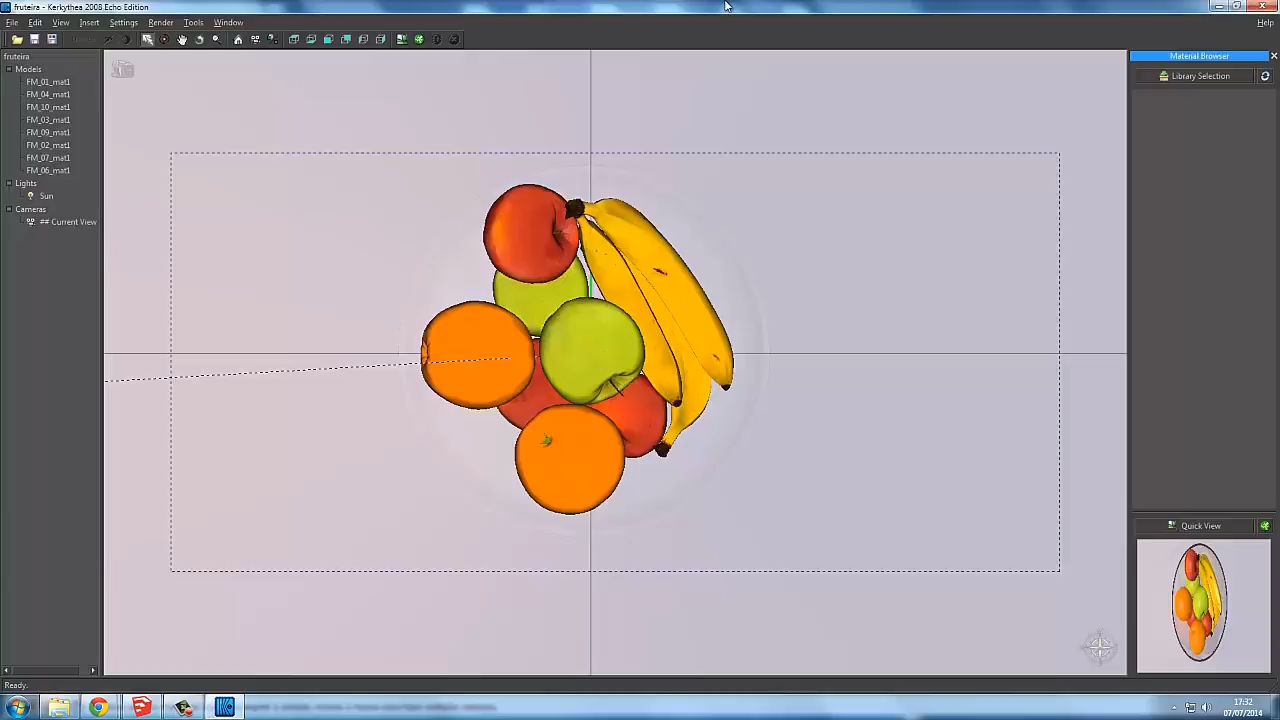 fruteira - Kerkythea 2008 Echo Edition
File Edit View Insert Settings Render Tools Window Help
fruteira
Models
FM_01_mat1
FM_04_mat1
FM_10_mat1
FM_03_mat1
FM_09_mat1
FM_02_mat1
FM_07_mat1
FM_06_mat1
Lights
Sun
Cameras
## Current View
Material Browser
Library Selection
Quick View
Ready.
17:32
07/07/2014